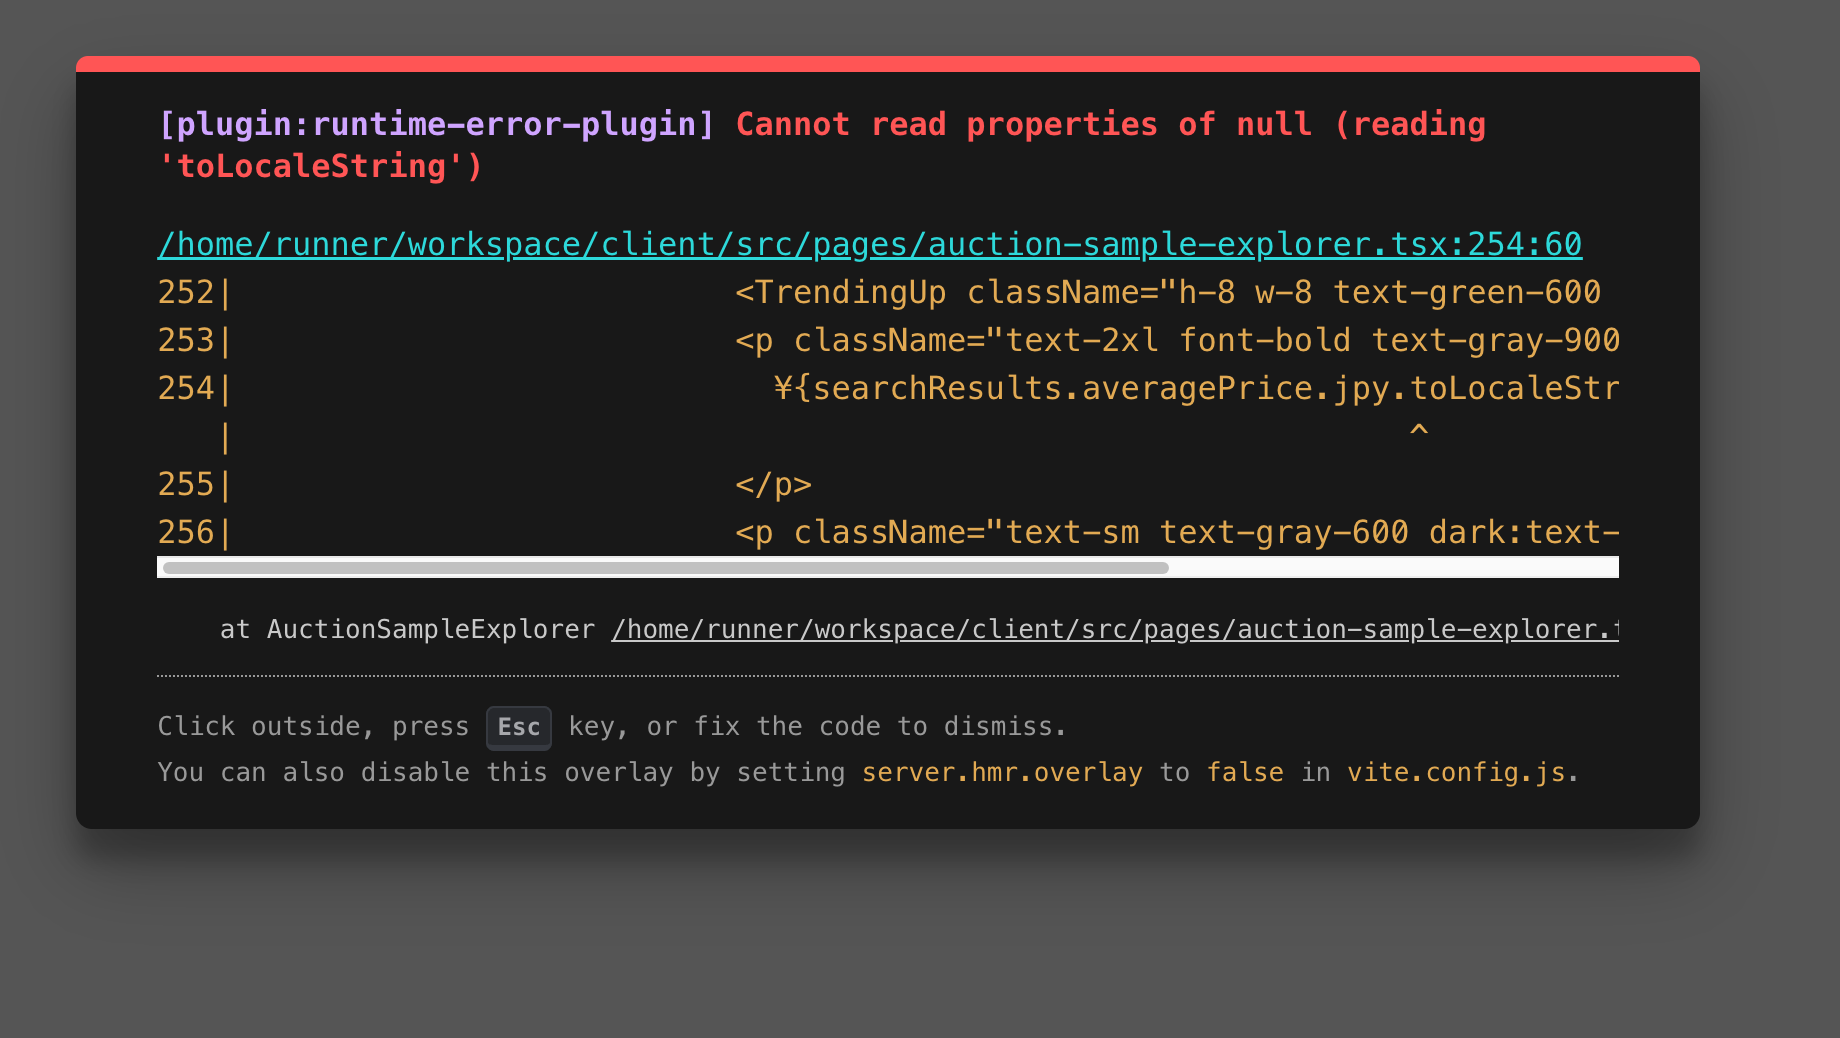 [plugin:runtime-error-plugin] Cannot read properties of null (reading
'toLocaleString')
/home/runner/workspace/client/src/pages/auction-sample-explorer.tsx:254:60
252|                          <TrendingUp className="h-8 w-8 text-green-600
253|                          <p className="text-2xl font-bold text-gray-900
254|                            ¥{searchResults.averagePrice.jpy.toLocaleStr
   |                                                             ^
255|                          </p>
256|                          <p className="text-sm text-gray-600 dark:text-
    at AuctionSampleExplorer /home/runner/workspace/client/src/pages/auction-sample-explorer.t
Click outside, press Esc key, or fix the code to dismiss.
You can also disable this overlay by setting server.hmr.overlay to false in vite.config.js.